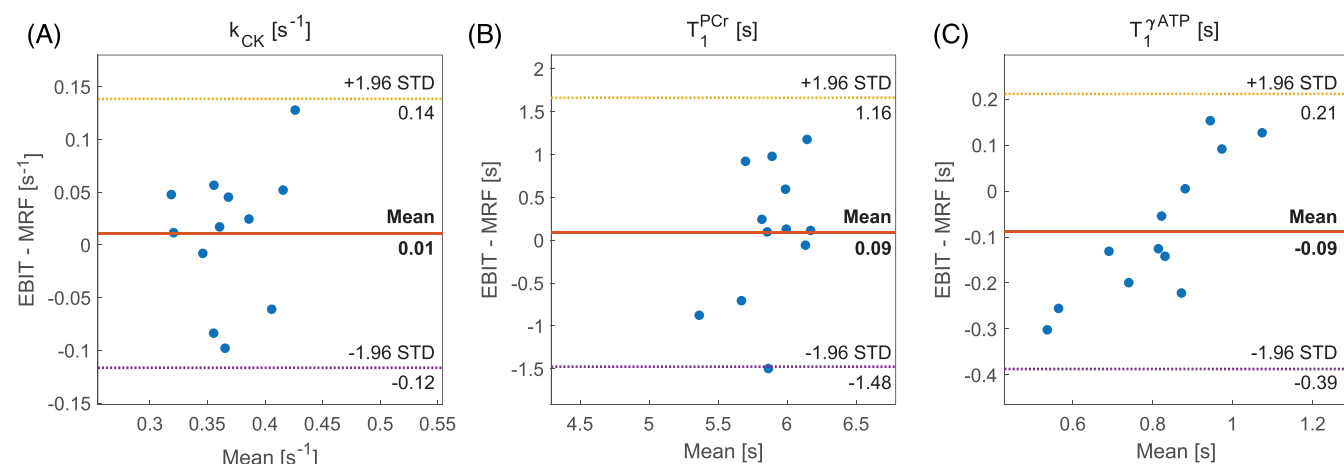 (A)
k_CK [s^-1]
EBIT - MRF [s^-1]
0.15
0.1
0.05
0
-0.05
-0.1
-0.15
+1.96 STD
0.14
Mean
0.01
-1.96 STD
-0.12
0.3 0.35 0.4 0.45 0.5 0.55
Mean [s^-1]
(B)
T_1^PCr [s]
EBIT - MRF [s]
2
1.5
1
0.5
0
-0.5
-1
-1.5
+1.96 STD
1.16
Mean
0.09
-1.96 STD
-1.48
4.5 5 5.5 6 6.5
Mean [s]
(C)
T_1^γATP [s]
EBIT - MRF [s]
0.2
0.1
0
-0.1
-0.2
-0.3
-0.4
+1.96 STD
0.21
Mean
-0.09
-1.96 STD
-0.39
0.6 0.8 1 1.2
Mean [s]